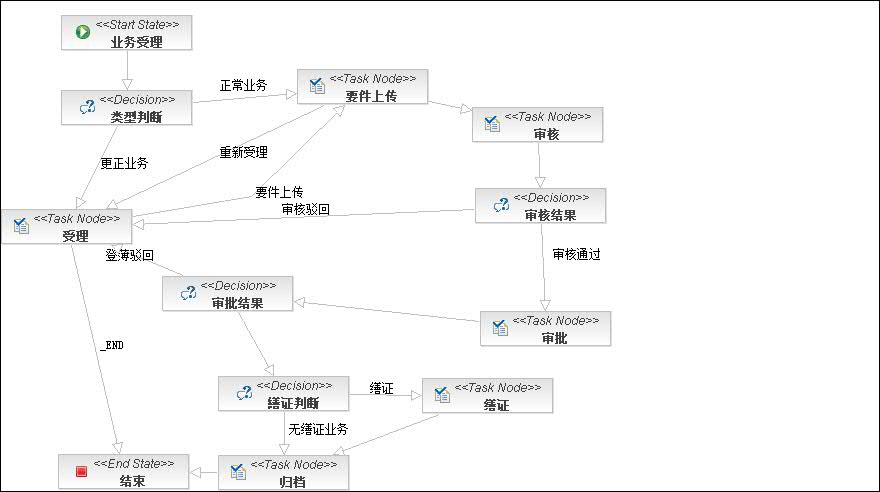 <<Start State>>
业务受理
<<Decision>>
类型判断
正常业务
<<Task Node>>
要件上传
<<Task Node>>
审核
更正业务
重新受理
要件上传
<<Decision>>
审核结果
审核驳回
<<Task Node>>
受理
登薄驳回
审核通过
<<Decision>>
审批结果
<<Task Node>>
审批
_END
<<Decision>>
缮证判断
缮证
<<Task Node>>
缮证
无缮证业务
<<End State>>
结束
<<Task Node>>
归档